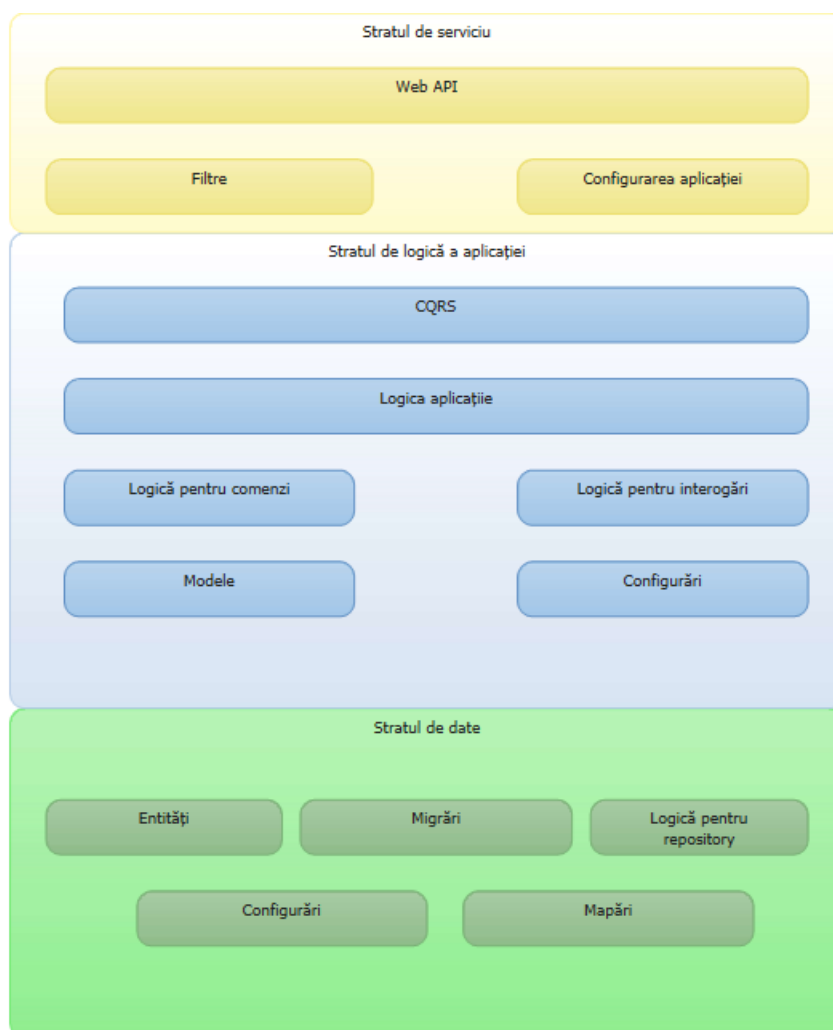 Stratul de serviciu
Web API
Filtre
Configurarea aplicației
Stratul de logică a aplicației
CQRS
Logica aplicațiie
Logică pentru comenzi
Logică pentru interogări
Modele
Configurări
Stratul de date
Entități
Migrări
Logică pentru
repository
Configurări
Mapări